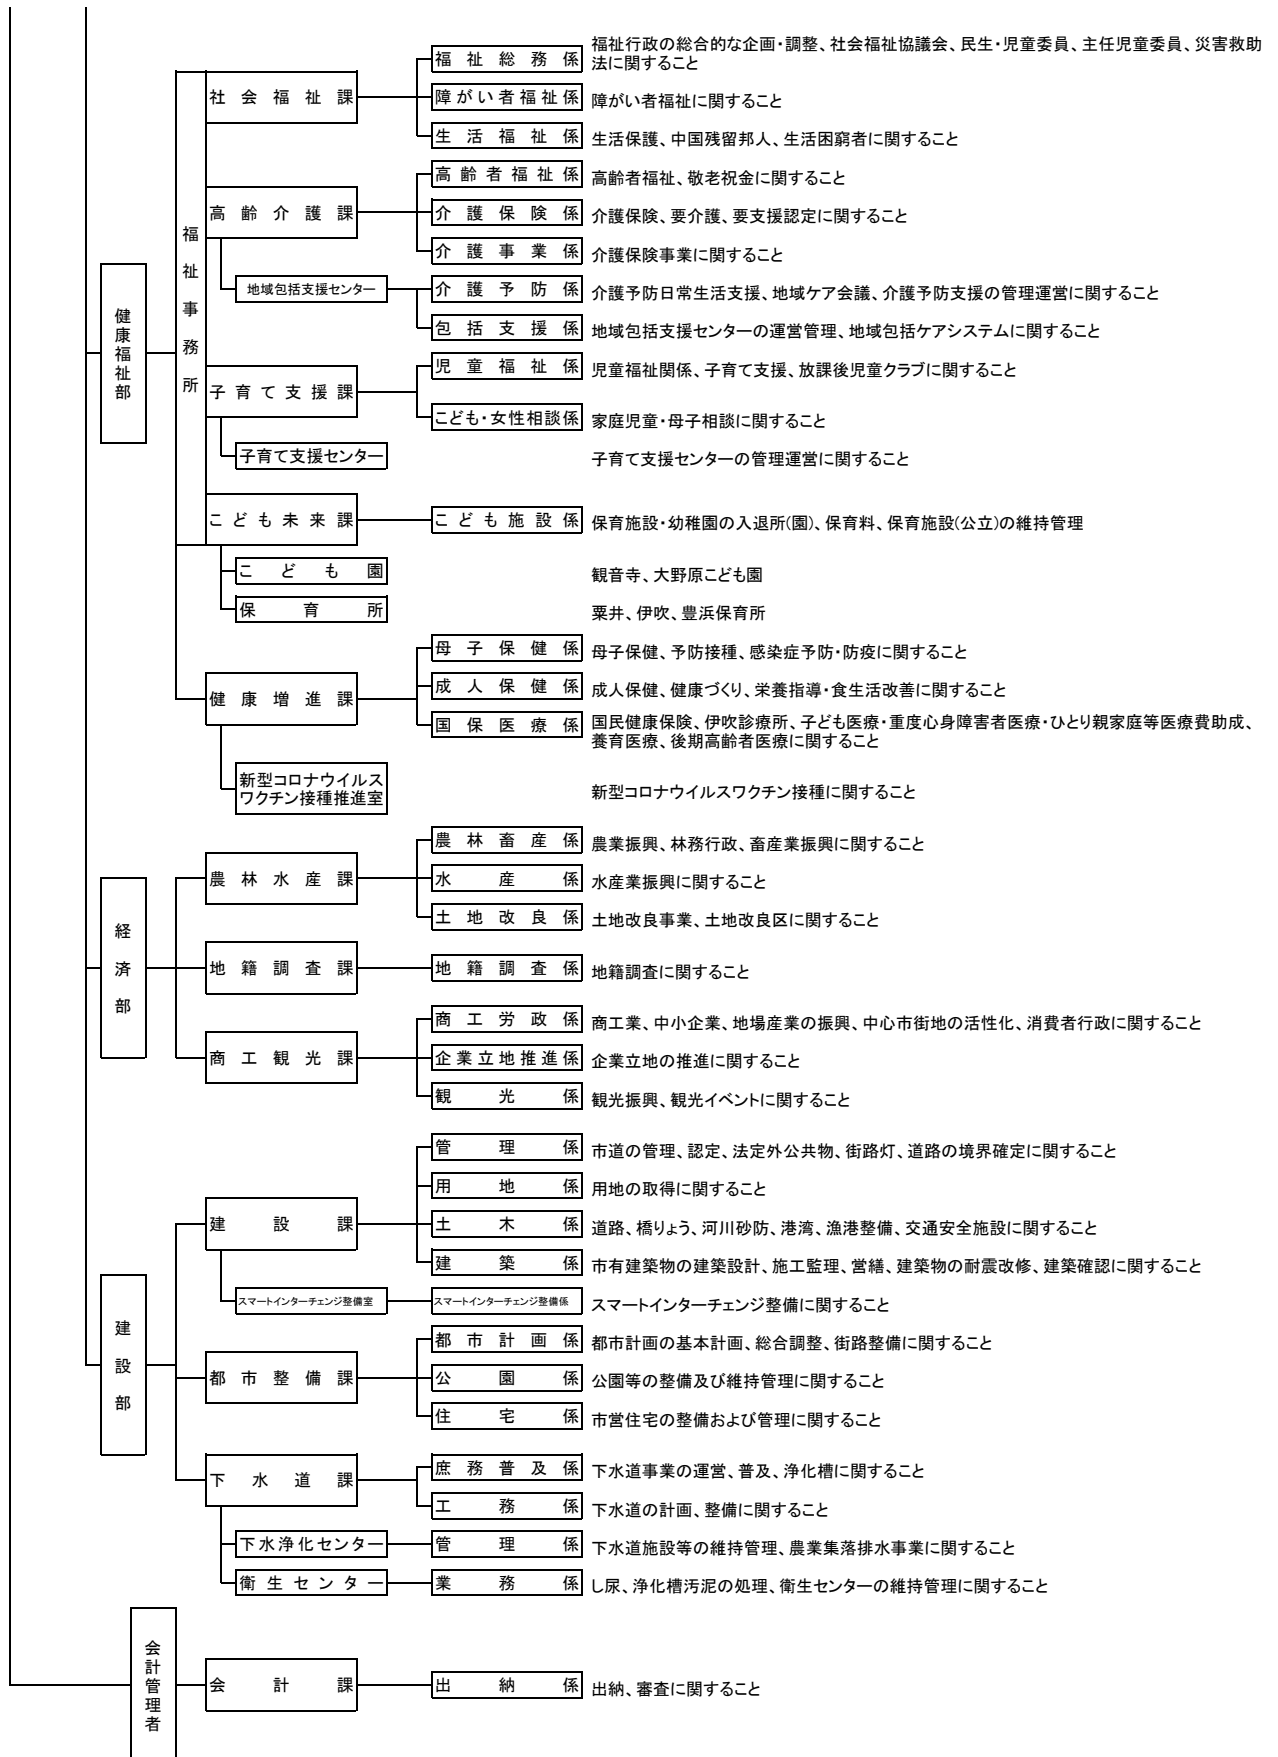 健康福祉部
福祉事務所
社会福祉課
福祉総務係
福祉行政の総合的な企画・調整、社会福祉協議会、民生・児童委員、主任児童委員、災害救助
法に関すること
障がい者福祉係
障がい者福祉に関すること
生活福祉係
生活保護、中国残留邦人、生活困窮者に関すること
高齢介護課
高齢者福祉係
高齢者福祉、敬老祝金に関すること
介護保険係
介護保険、要介護、要支援認定に関すること
介護事業係
介護保険事業に関すること
地域包括支援センター
介護予防係
介護予防日常生活支援、地域ケア会議、介護予防支援の管理運営に関すること
包括支援係
地域包括支援センターの運営管理、地域包括ケアシステムに関すること
子育て支援課
児童福祉係
児童福祉関係、子育て支援、放課後児童クラブに関すること
こども・女性相談係
家庭児童・母子相談に関すること
子育て支援センター
子育て支援センターの管理運営に関すること
こども未来課
こども施設係
保育施設・幼稚園の入退所(園)、保育料、保育施設(公立)の維持管理
こども園
観音寺、大野原こども園
保育所
粟井、伊吹、豊浜保育所
健康増進課
母子保健係
母子保健、予防接種、感染症予防・防疫に関すること
成人保健係
成人保健、健康づくり、栄養指導・食生活改善に関すること
国保医療係
国民健康保険、伊吹診療所、子ども医療・重度心身障害者医療・ひとり親家庭等医療費助成、
養育医療、後期高齢者医療に関すること
新型コロナウイルス
ワクチン接種推進室
新型コロナウイルスワクチン接種に関すること
経済部
農林水産課
農林畜産係
農業振興、林務行政、畜産業振興に関すること
水産係
水産業振興に関すること
土地改良係
土地改良事業、土地改良区に関すること
地籍調査課
地籍調査係
地籍調査に関すること
商工観光課
商工労政係
商工業、中小企業、地場産業の振興、中心市街地の活性化、消費者行政に関すること
企業立地推進係
企業立地の推進に関すること
観光係
観光振興、観光イベントに関すること
建設部
建設課
管理係
市道の管理、認定、法定外公共物、街路灯、道路の境界確定に関すること
用地係
用地の取得に関すること
土木係
道路、橋りょう、河川砂防、港湾、漁港整備、交通安全施設に関すること
建築係
市有建築物の建築設計、施工監理、営繕、建築物の耐震改修、建築確認に関すること
スマートインターチェンジ整備室
スマートインターチェンジ整備係
スマートインターチェンジ整備に関すること
都市整備課
都市計画係
都市計画の基本計画、総合調整、街路整備に関すること
公園係
公園等の整備及び維持管理に関すること
住宅係
市営住宅の整備および管理に関すること
下水道課
庶務普及係
下水道事業の運営、普及、浄化槽に関すること
工務係
下水道の計画、整備に関すること
下水浄化センター
管理係
下水道施設等の維持管理、農業集落排水事業に関すること
衛生センター
業務係
し尿、浄化槽汚泥の処理、衛生センターの維持管理に関すること
会計管理者
会計課
出納係
出納、審査に関すること